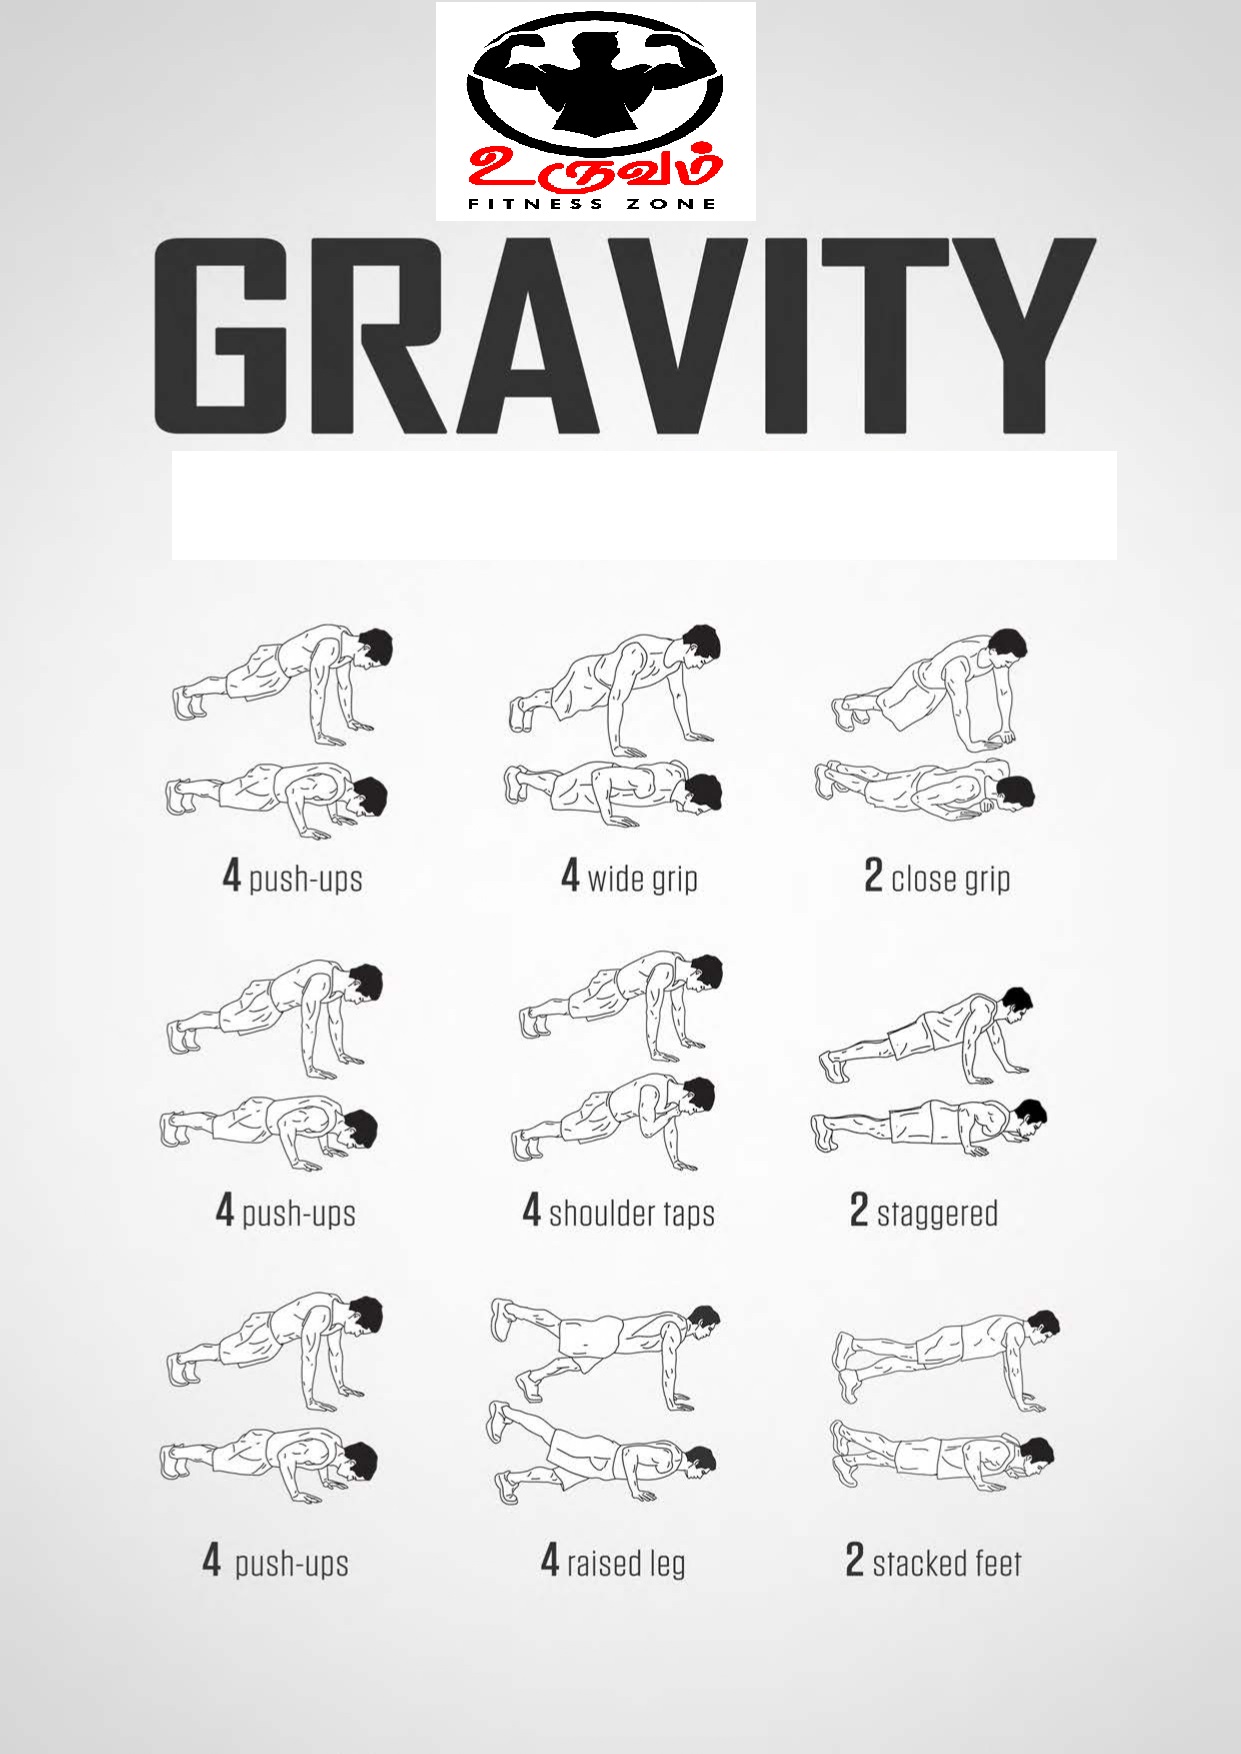 உருவம்
FITNESS ZONE
GRAVITY
4 push-ups
4 wide grip
2 close grip
4 push-ups
4 shoulder taps
2 staggered
4 push-ups
4 raised leg
2 stacked feet